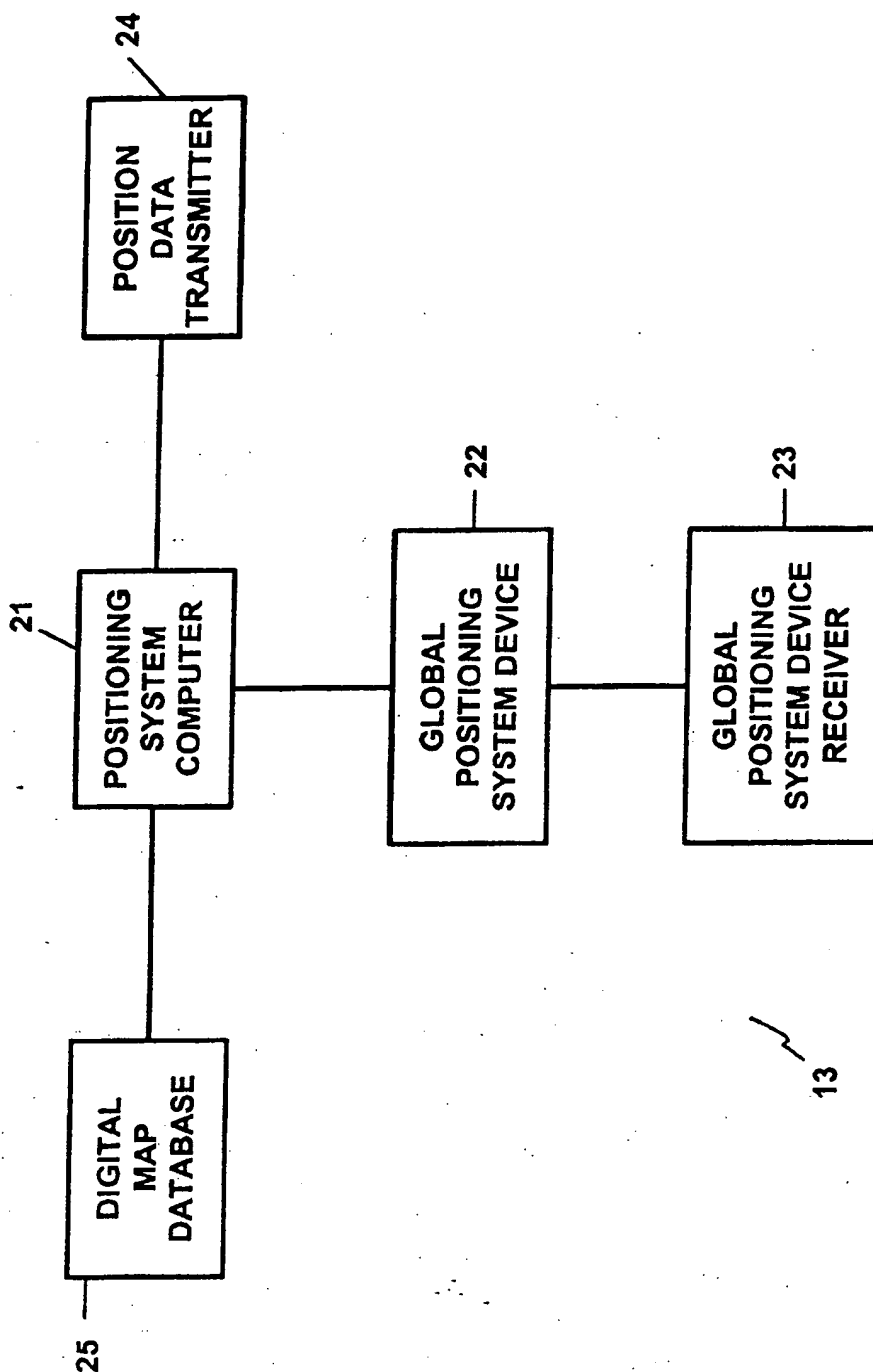 25
DIGITAL
MAP
DATABASE
21
POSITIONING
SYSTEM
COMPUTER
24
POSITION
DATA
TRANSMITTER
22
GLOBAL
POSITIONING
SYSTEM DEVICE
23
GLOBAL
POSITIONING
SYSTEM DEVICE
RECEIVER
13